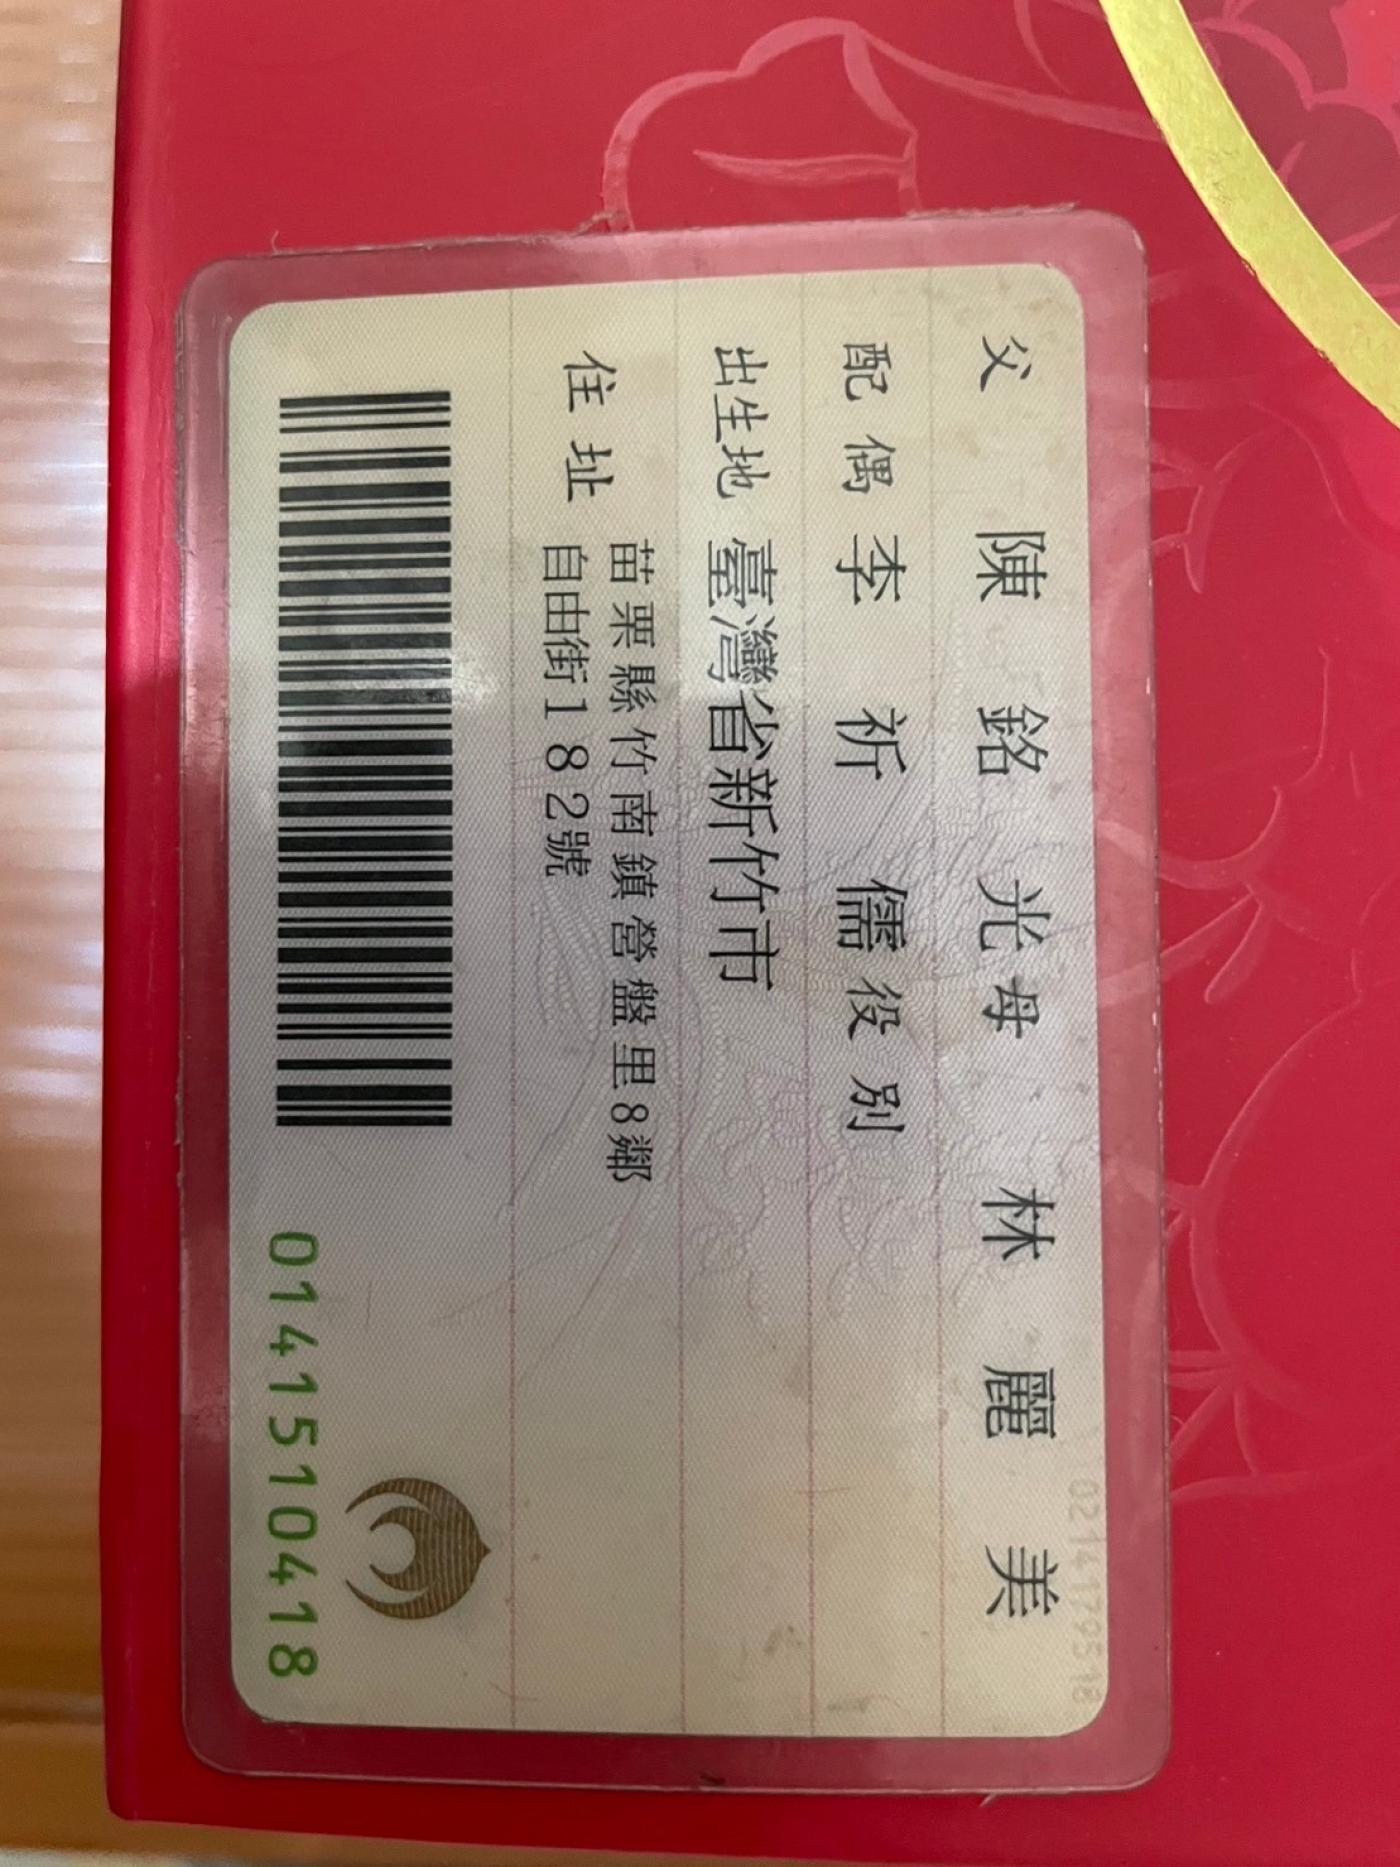 父 陳銘光 母 林麗美
配偶 李祈儒 役別
出生地 臺灣省新竹市
住址 苗栗縣竹南鎮營盤里8鄰
自由街182號
0141510418